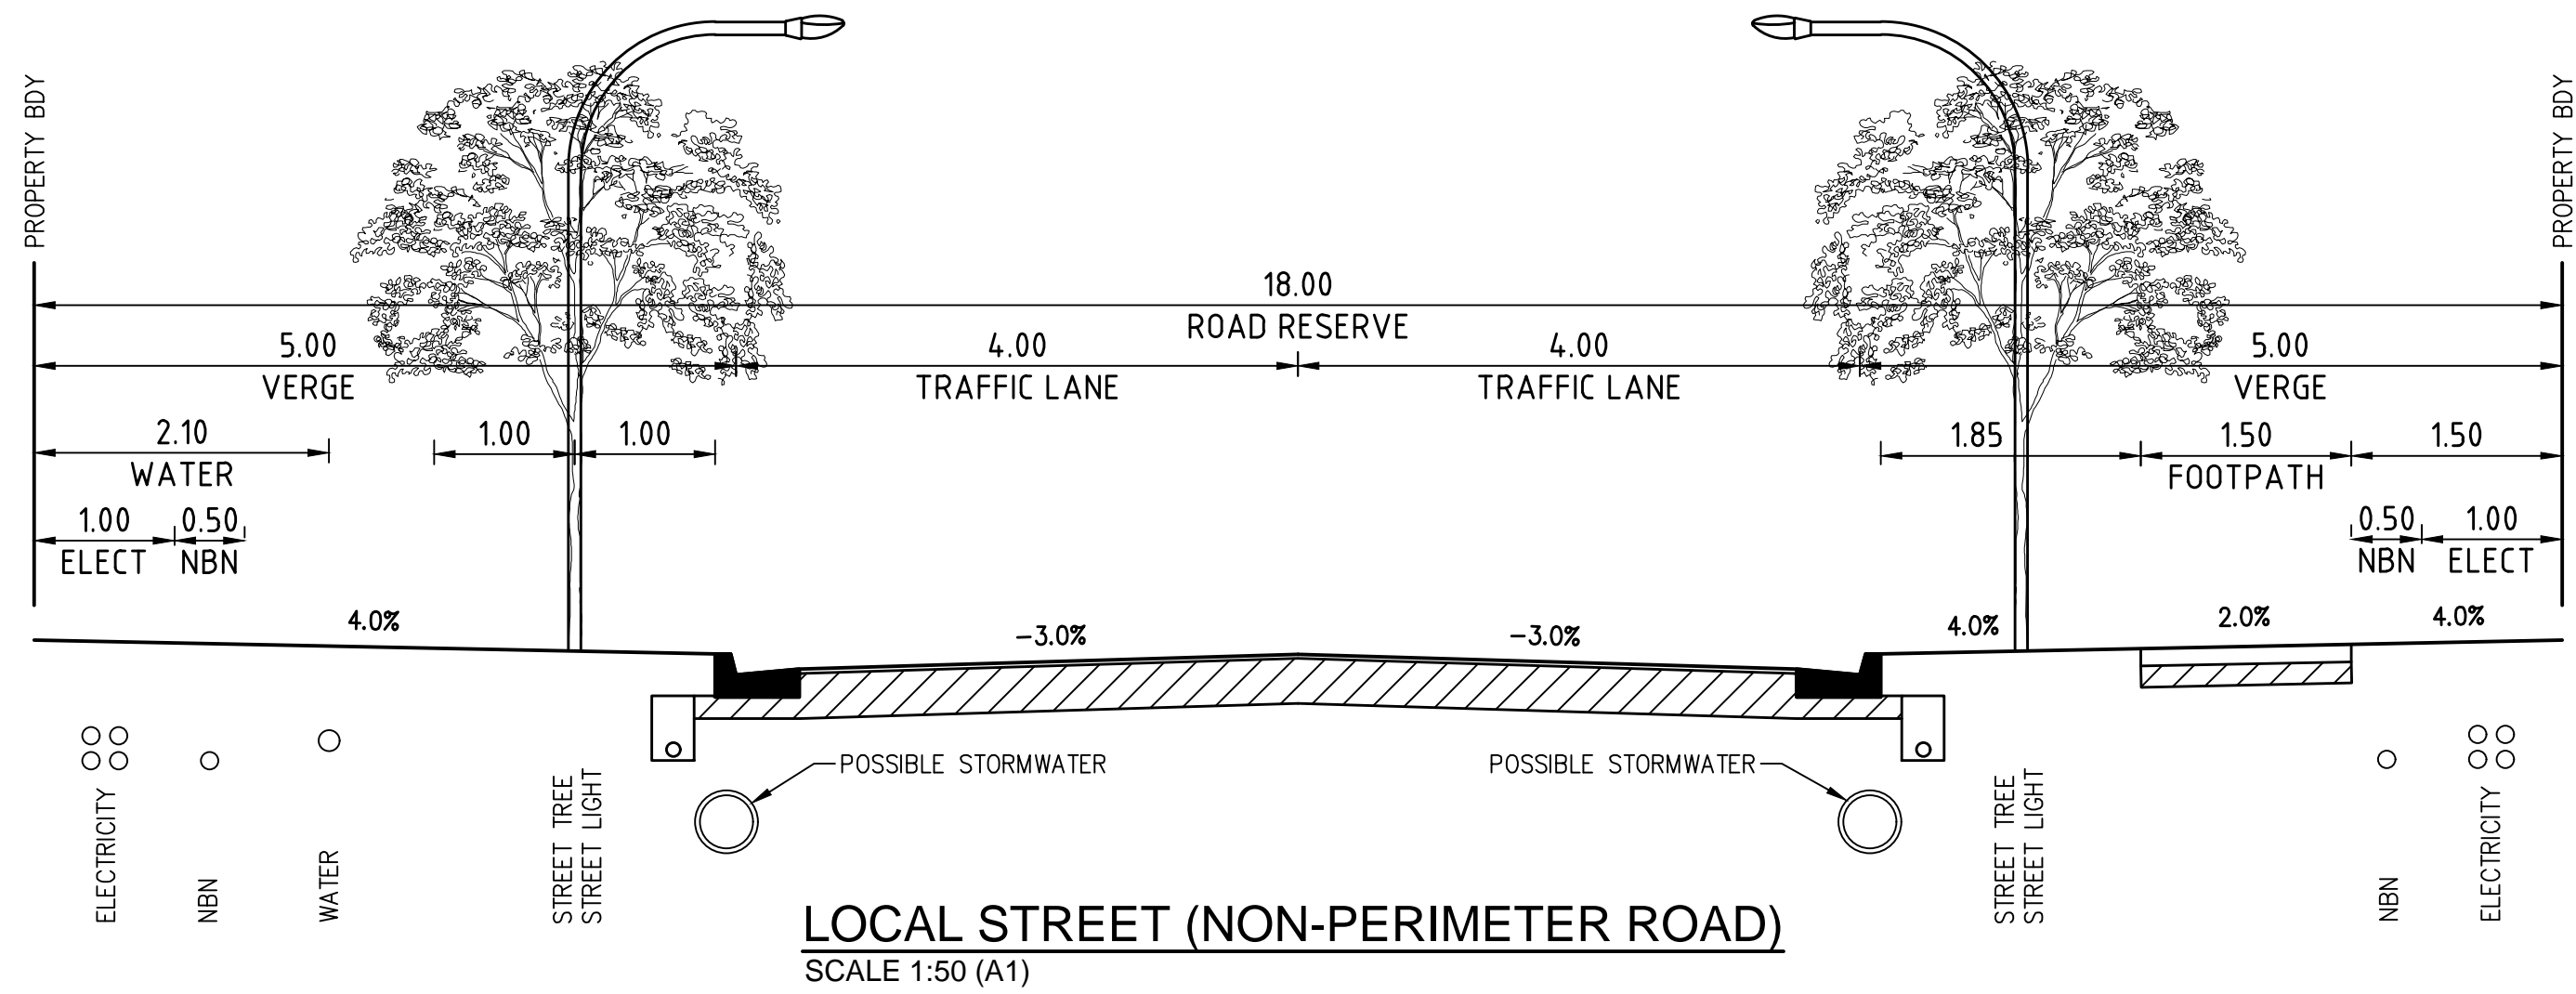 PROPERTY BDY
PROPERTY BDY
18.00
ROAD RESERVE
5.00
4.00
4.00
5.00
VERGE
TRAFFIC LANE
TRAFFIC LANE
VERGE
2.10
1.00
1.00
1.85
1.50
1.50
WATER
FOOTPATH
1.00
0.50
0.50
1.00
ELECT
NBN
NBN
ELECT
4.0%
-3.0%
-3.0%
4.0%
2.0%
4.0%
POSSIBLE STORMWATER
POSSIBLE STORMWATER
ELECTRICITY
NBN
WATER
STREET TREE
STREET LIGHT
STREET TREE
STREET LIGHT
NBN
ELECTRICITY
LOCAL STREET (NON-PERIMETER ROAD)
SCALE 1:50 (A1)